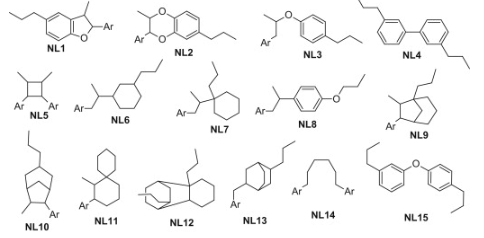 O Ar
NL1
O O Ar
NL2
O Ar
NL3
NL4
Ar Ar
NL5
Ar
NL6
Ar
NL7
Ar O
NL8
Ar
NL9
Ar
NL10
Ar
NL11
NL12
Ar
NL13
Ar Ar
NL14
O
NL15